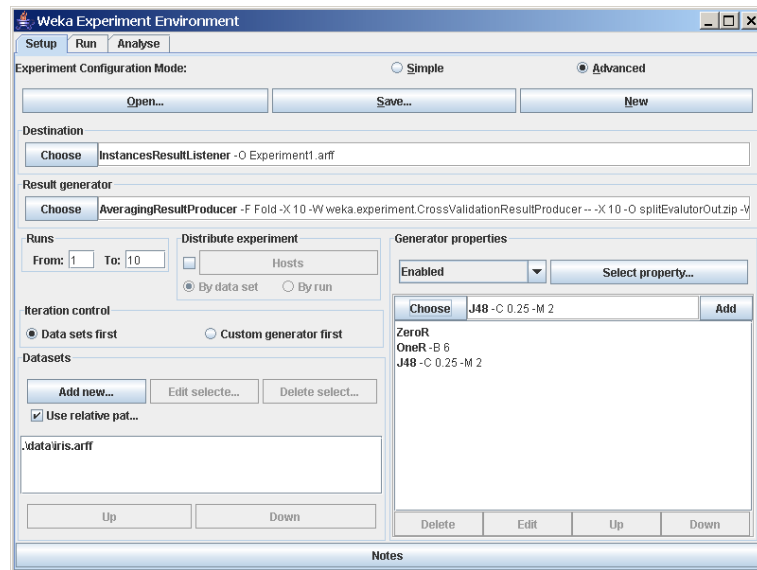 Weka Experiment Environment
Setup Run Analyse
Experiment Configuration Mode: Simple Advanced
Open... Save... New
Destination
Choose InstancesResultListener -O Experiment1.arff
Result generator
Choose AveragingResultProducer -F Fold -X 10 -W weka.experiment.CrossValidationResultProducer -- -X 10 -O splitEvalutorOut.zip -W
Runs
From: 1 To: 10
Distribute experiment
Hosts
By data set By run
Generator properties
Enabled Select property...
Iteration control
Data sets first Custom generator first
Choose J48 -C 0.25 -M 2 Add
ZeroR
OneR -B 6
J48 -C 0.25 -M 2
Datasets
Add new... Edit selecte... Delete select...
Use relative pat...
.\data\iris.arff
Up Down
Delete Edit Up Down
Notes